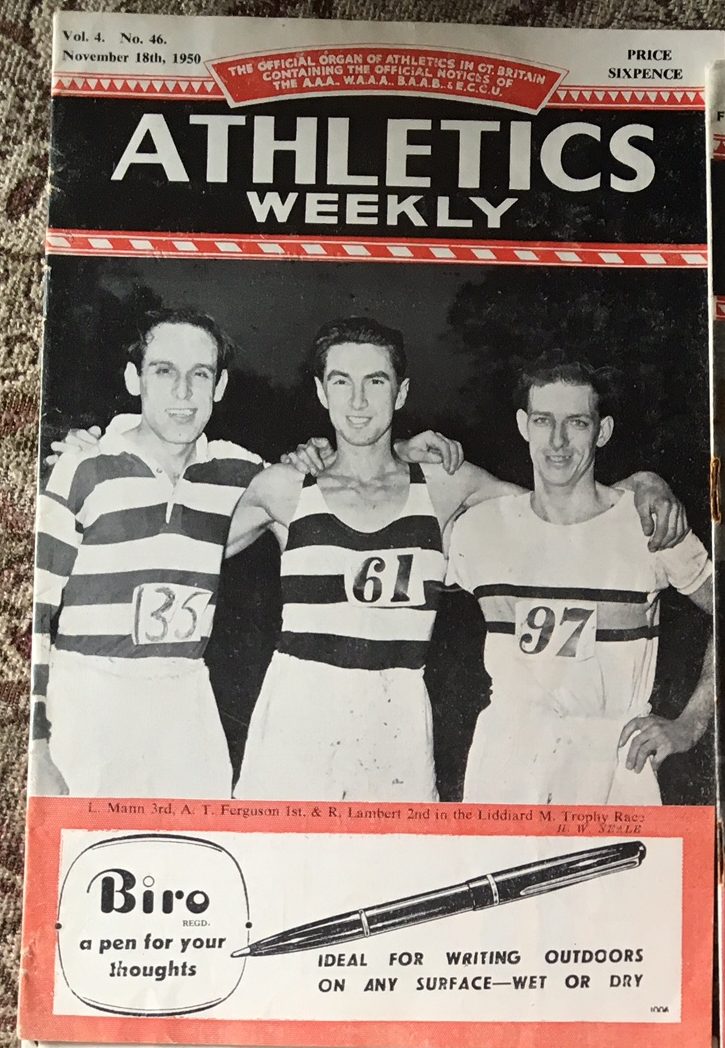 Vol. 4. No. 46.
November 18th, 1950
THE OFFICIAL ORGAN OF ATHLETICS IN GT. BRITAIN
CONTAINING THE OFFICIAL NOTICES OF
THE A.A.A., W.A.A.A., B.A.A.B., & E.C.C.U.
PRICE
SIXPENCE
F
ATHLETICS
WEEKLY
35
61
97
L. Mann 3rd, A. T. Ferguson 1st. & R. Lambert 2nd in the Liddiard M. Trophy Race
H. W. SEALE
Biro
REGD.
a pen for your
thoughts
IDEAL FOR WRITING OUTDOORS
ON ANY SURFACE—WET OR DRY